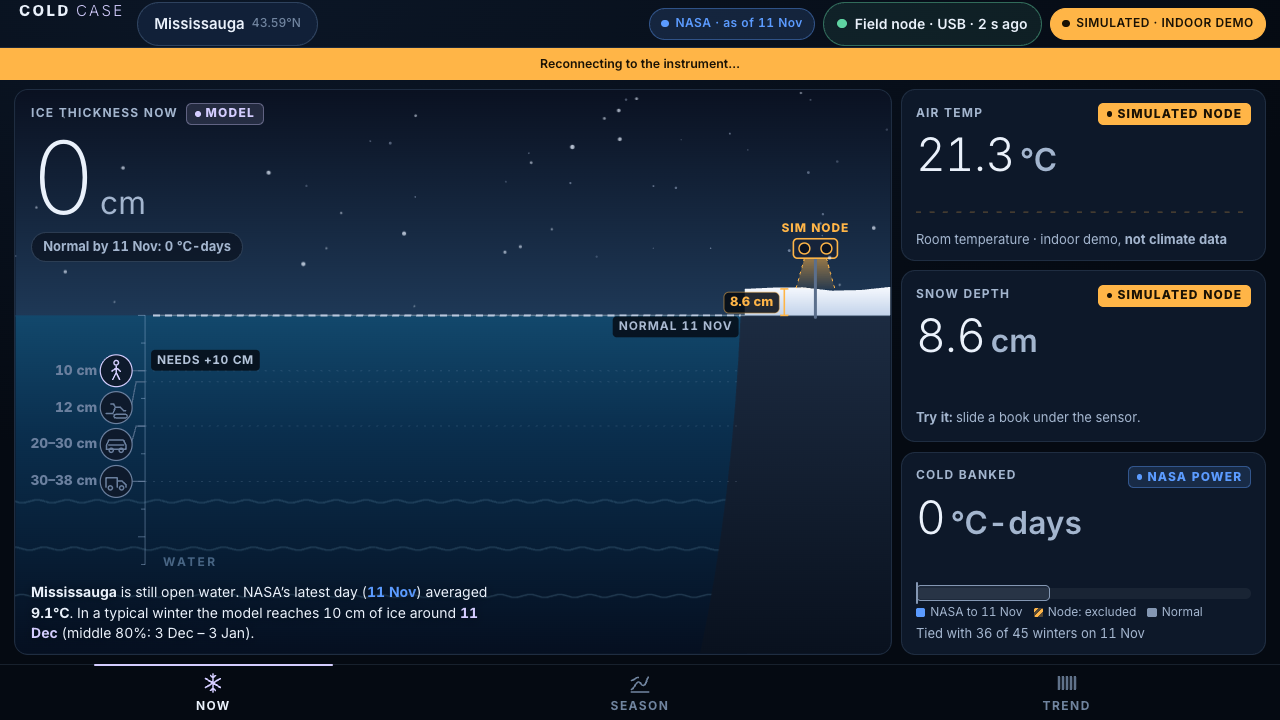 COLD CASE
Mississauga 43.59°N
NASA · as of 11 Nov
Field node · USB · 2 s ago
SIMULATED · INDOOR DEMO
Reconnecting to the instrument…
ICE THICKNESS NOW
MODEL
0 cm
Normal by 11 Nov: 0 °C-days
SIM NODE
8.6 cm
NORMAL 11 NOV
NEEDS +10 CM
10 cm
12 cm
20–30 cm
30–38 cm
WATER
Mississauga is still open water. NASA’s latest day (11 Nov) averaged
9.1°C. In a typical winter the model reaches 10 cm of ice around 11
Dec (middle 80%: 3 Dec – 3 Jan).
AIR TEMP
SIMULATED NODE
21.3 °C
Room temperature · indoor demo, not climate data
SNOW DEPTH
SIMULATED NODE
8.6 cm
Try it: slide a book under the sensor.
COLD BANKED
NASA POWER
0 °C-days
NASA to 11 Nov
Node: excluded
Normal
Tied with 36 of 45 winters on 11 Nov
NOW
SEASON
TREND